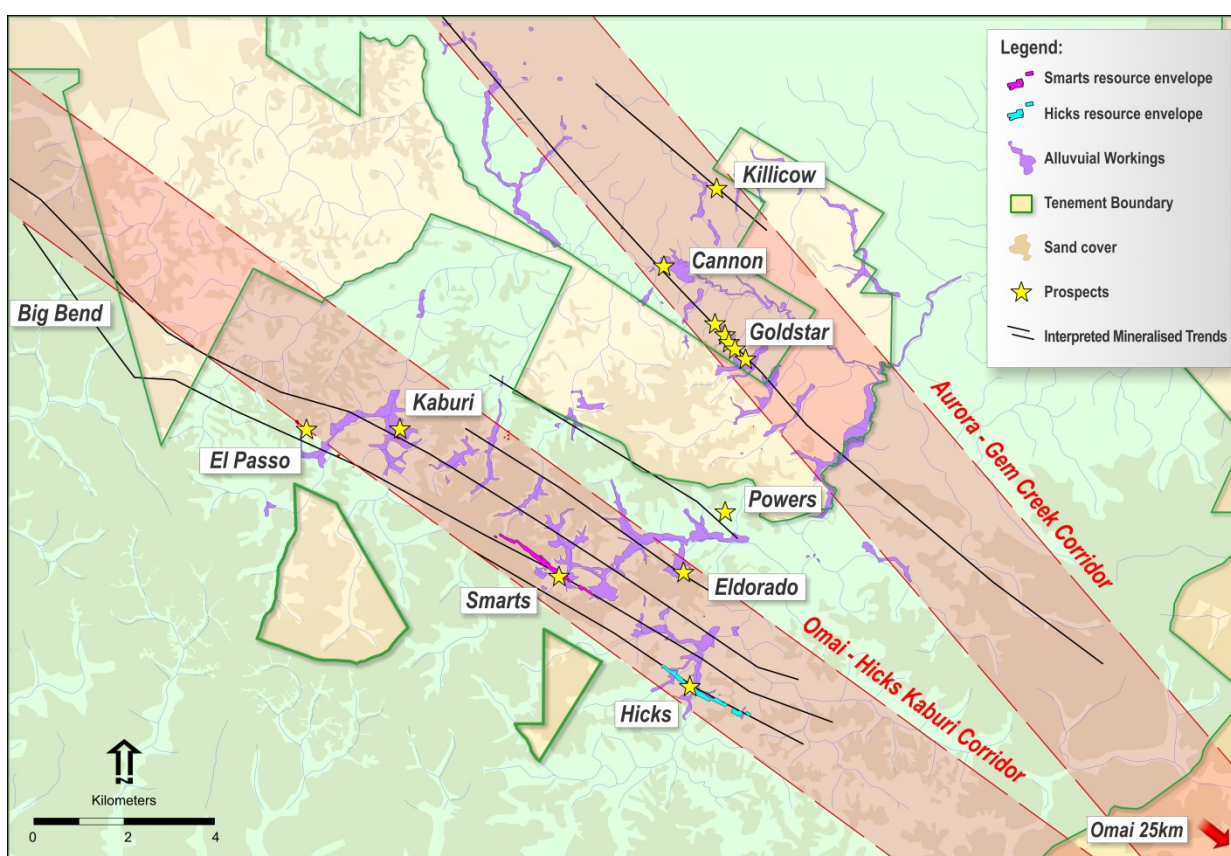 Legend:
Smarts resource envelope
Hicks resource envelope
Alluvuial Workings
Tenement Boundary
Sand cover
Prospects
Interpreted Mineralised Trends
Killicow
Cannon
Big Bend
Goldstar
Kaburi
El Passo
Aurora - Gem Creek Corridor
Powers
Smarts
Eldorado
Omai - Hicks Kaburi Corridor
Hicks
N
Kilometers
0 2 4
Omai 25km